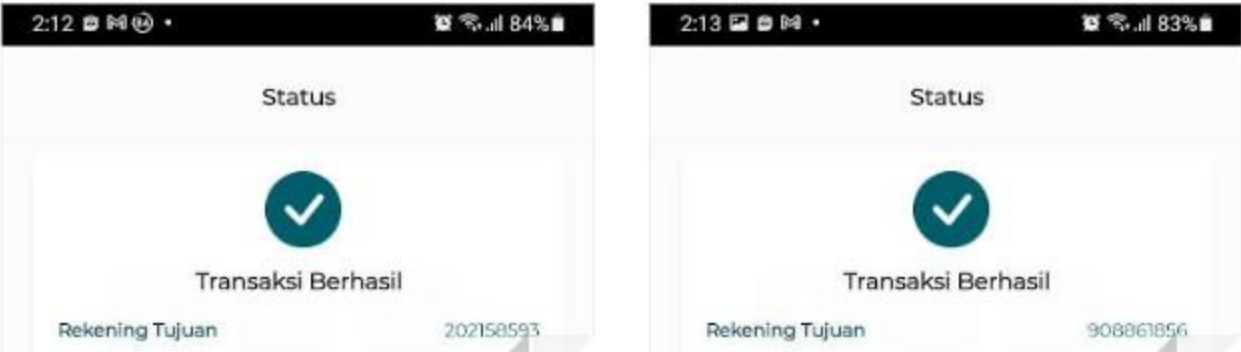 2:12
84%
Status
Transaksi Berhasil
Rekening Tujuan 202158593
2:13
83%
Status
Transaksi Berhasil
Rekening Tujuan 908861856